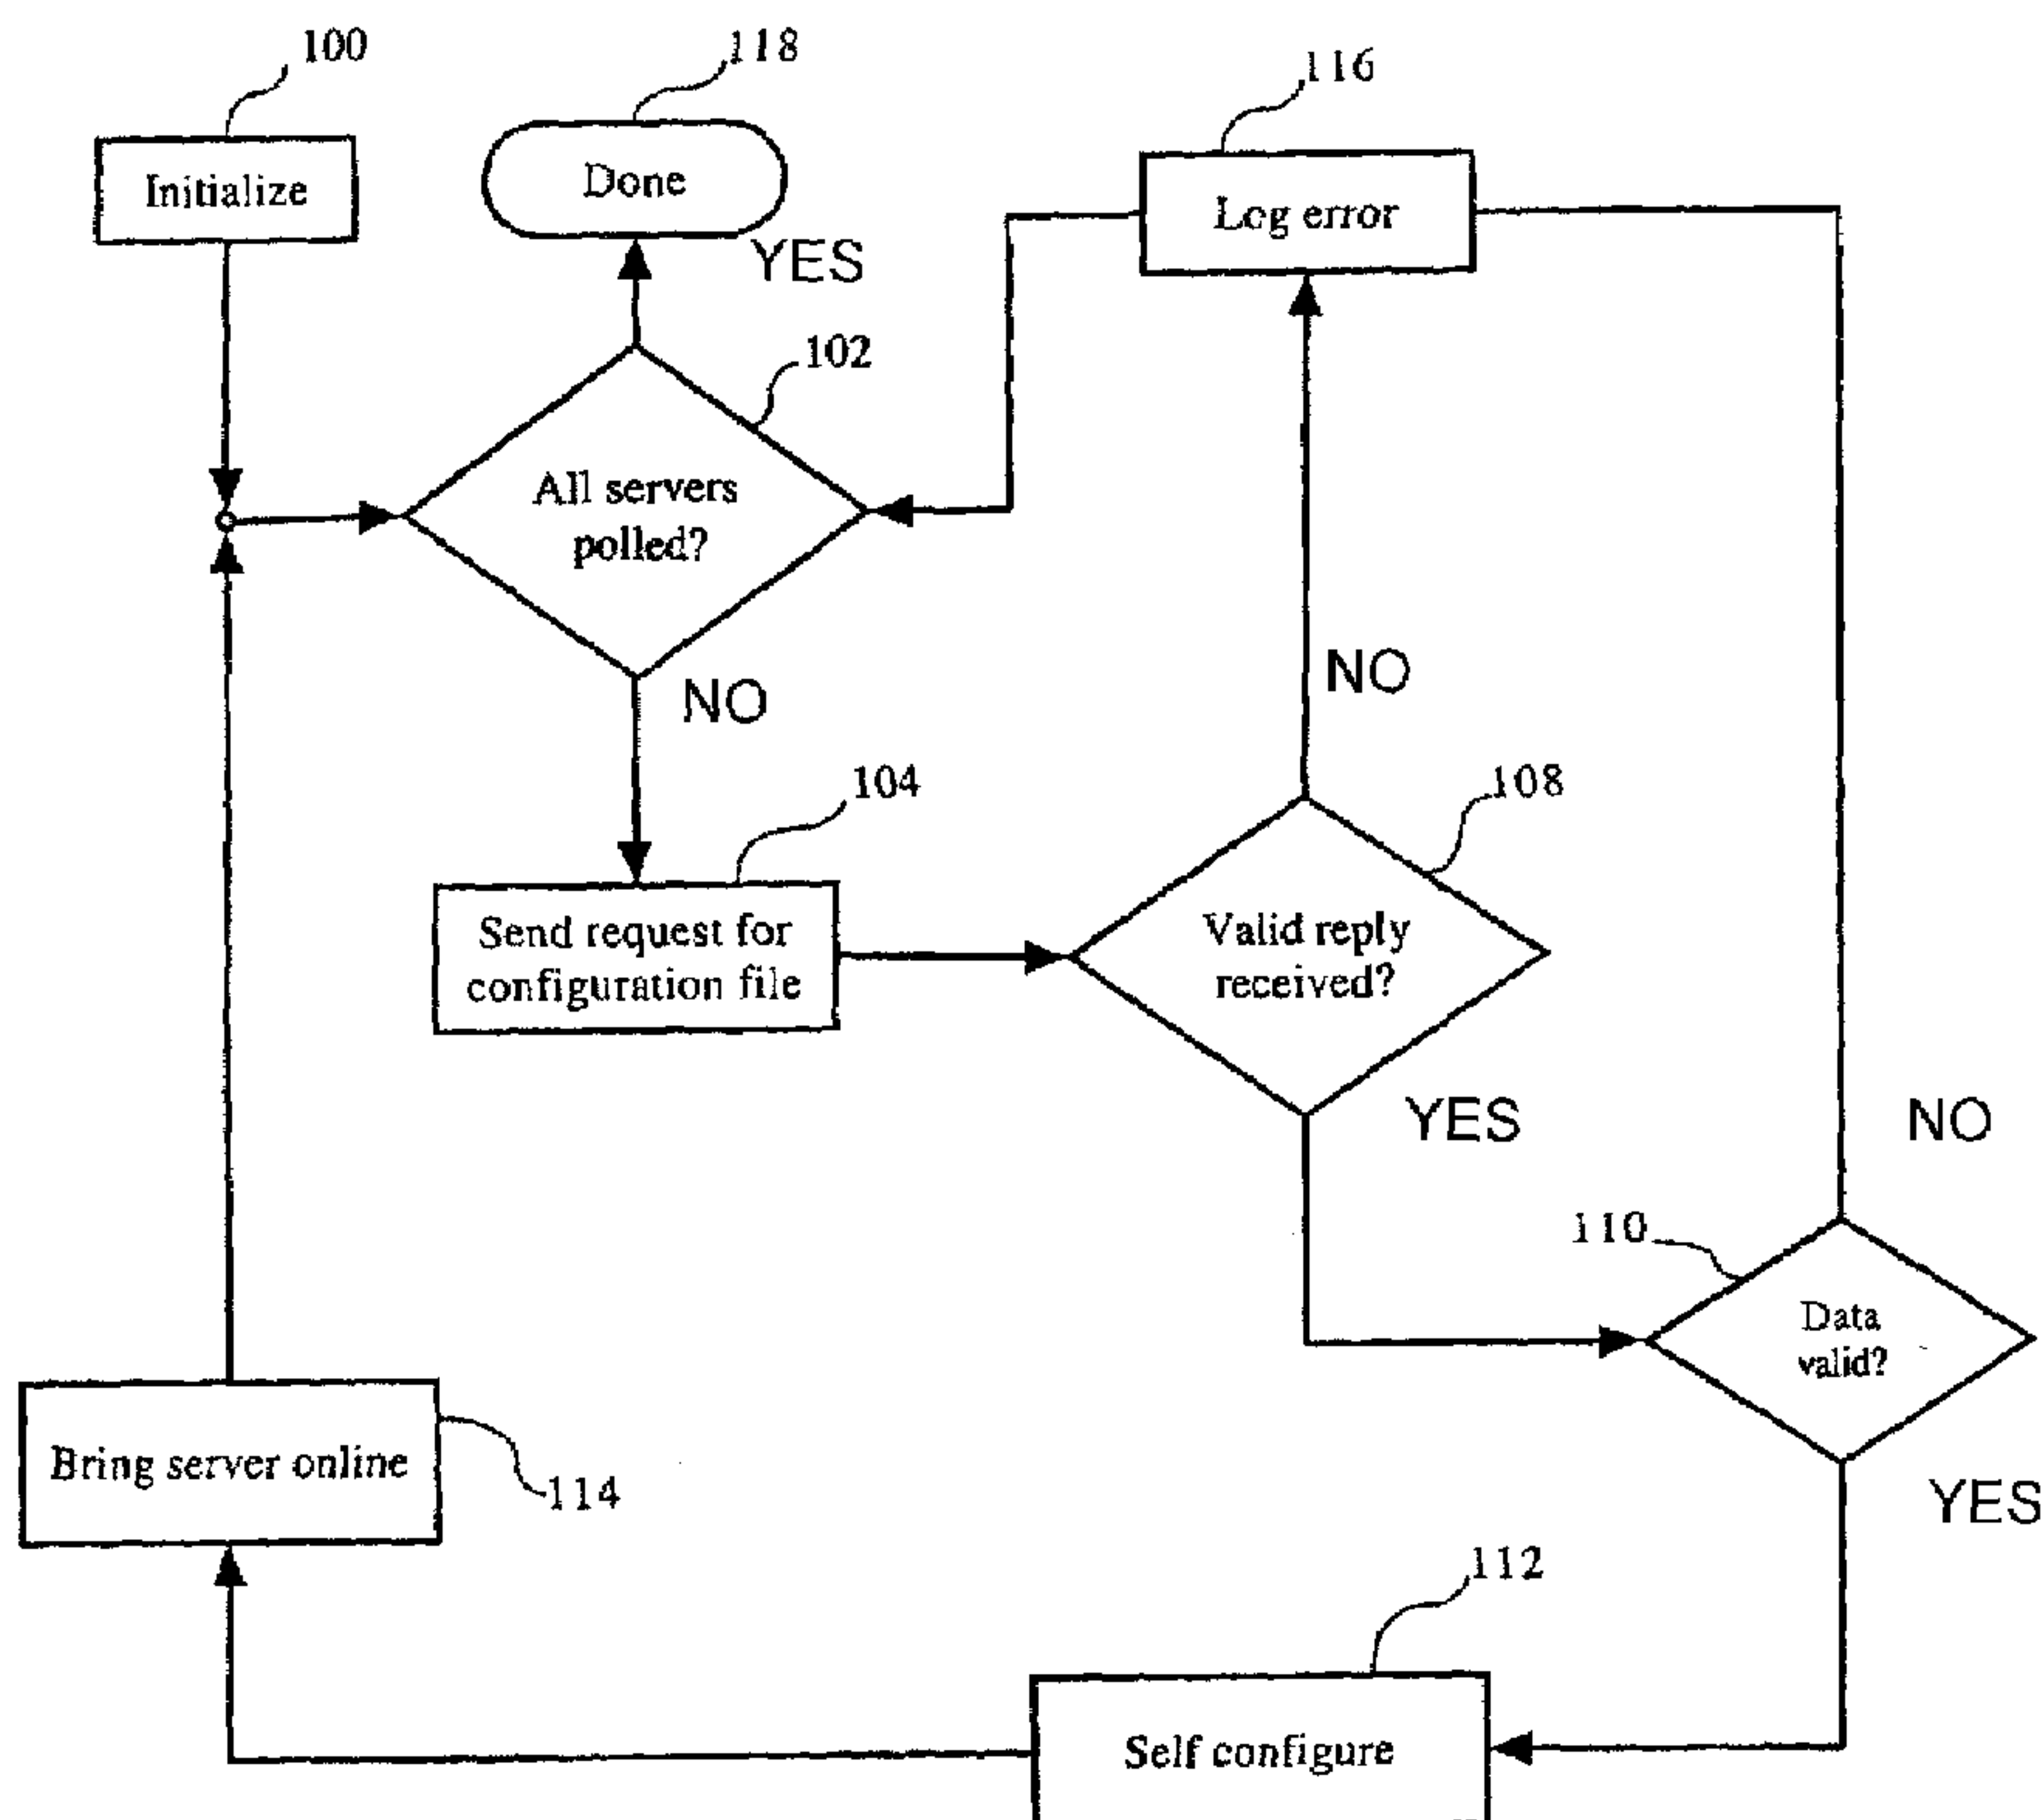 100
118
116
Initialize
Done
Log error
YES
102
All servers
polled?
NO
NO
104
108
Send request for
configuration file
Valid reply
received?
YES
NO
110
Data
valid?
Bring server online
114
YES
112
Self configure